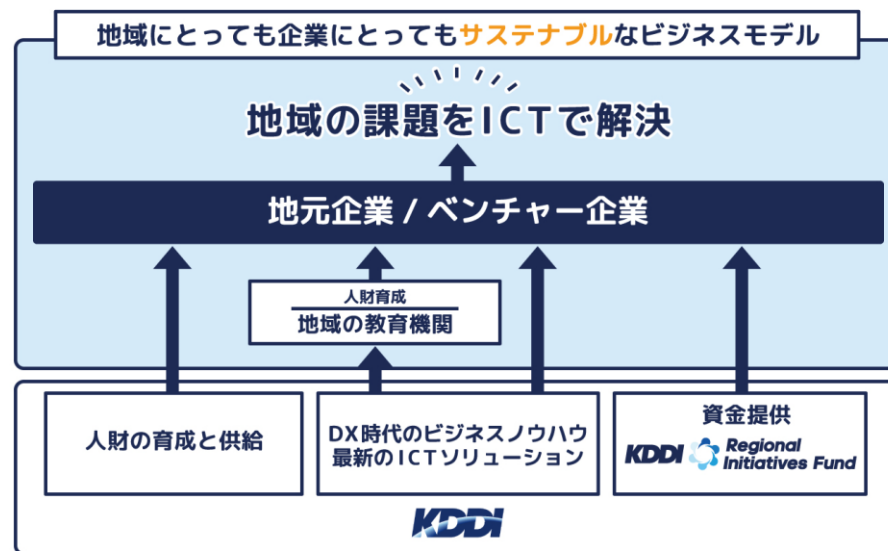 地域にとっても企業にとってもサステナブルなビジネスモデル
地域の課題をICTで解決
地元企業 / ベンチャー企業
人財育成
地域の教育機関
人財の育成と供給
DX時代のビジネスノウハウ
最新のICTソリューション
資金提供
KDDI Regional
Initiatives Fund
KDDI